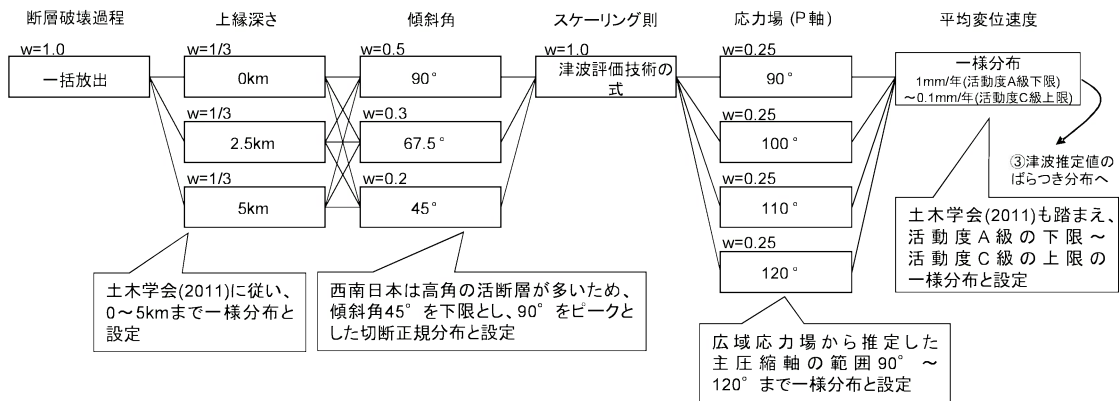 断層破壊過程
上縁深さ
傾斜角
スケーリング則
応力場 (P軸)
平均変位速度
w=1.0
一括放出
w=1/3
0km
w=1/3
2.5km
w=1/3
5km
w=0.5
90°
w=0.3
67.5°
w=0.2
45°
w=1.0
津波評価技術の
式
w=0.25
90°
w=0.25
100°
w=0.25
110°
w=0.25
120°
一様分布
1mm/年(活動度A級下限)
～0.1mm/年(活動度C級上限)
③津波推定値の
ばらつき分布へ
土木学会(2011)に従い、
0～5kmまで一様分布と
設定
西南日本は高角の活断層が多いため、
傾斜角45°を下限とし、90°をピークと
した切断正規分布と設定
広域応力場から推定した
主圧縮軸の範囲90°～
120°まで一様分布と設定
土木学会(2011)も踏まえ、
活動度A級の下限～
活動度C級の上限の
一様分布と設定